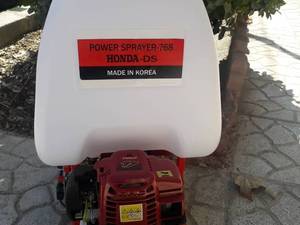 POWER SPRAYER-768
HONDA-DS
MADE IN KOREA